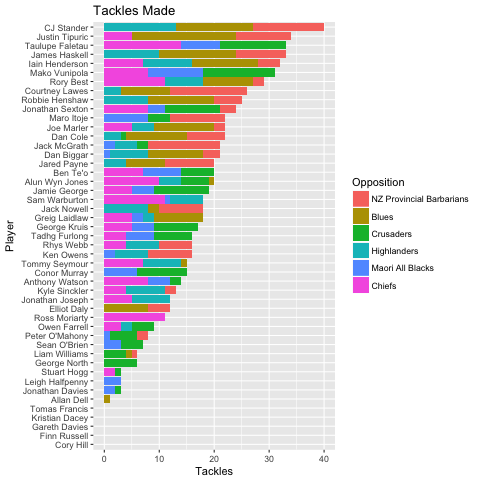 Tackles Made
CJ Stander
Justin Tipuric
Taulupe Faletau
James Haskell
Iain Henderson
Mako Vunipola
Rory Best
Courtney Lawes
Robbie Henshaw
Jonathan Sexton
Maro Itoje
Joe Marler
Dan Cole
Jack McGrath
Dan Biggar
Jared Payne
Ben Te'o
Alun Wyn Jones
Jamie George
Sam Warburton
Jack Nowell
Greig Laidlaw
George Kruis
Tadhg Furlong
Rhys Webb
Ken Owens
Tommy Seymour
Conor Murray
Anthony Watson
Kyle Sinckler
Jonathan Joseph
Elliot Daly
Ross Moriarty
Owen Farrell
Peter O'Mahony
Sean O'Brien
Liam Williams
George North
Stuart Hogg
Leigh Halfpenny
Jonathan Davies
Allan Dell
Tomas Francis
Kristian Dacey
Gareth Davies
Finn Russell
Cory Hill
Player
0 10 20 30 40
Tackles
Opposition
NZ Provincial Barbarians
Blues
Crusaders
Highlanders
Maori All Blacks
Chiefs